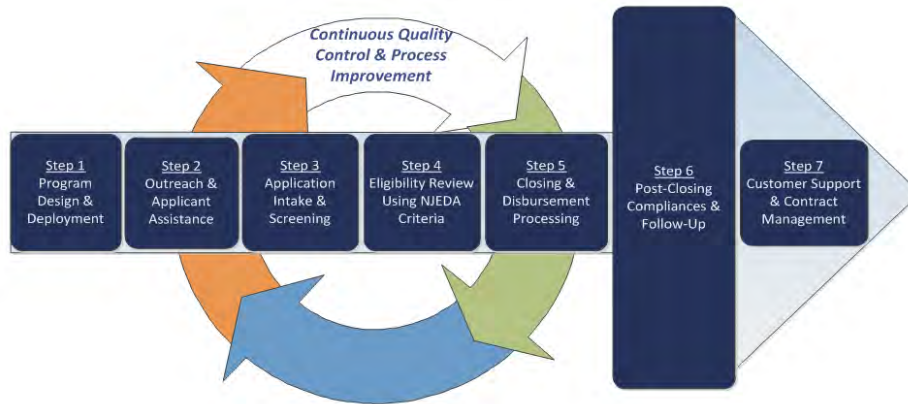 Continuous Quality
Control & Process
Improvement
Step 1
Program
Design &
Deployment
Step 2
Outreach &
Applicant
Assistance
Step 3
Application
Intake &
Screening
Step 4
Eligibility Review
Using NJEDA
Criteria
Step 5
Closing &
Disbursement
Processing
Step 6
Post-Closing
Compliances &
Follow-Up
Step 7
Customer Support
& Contract
Management